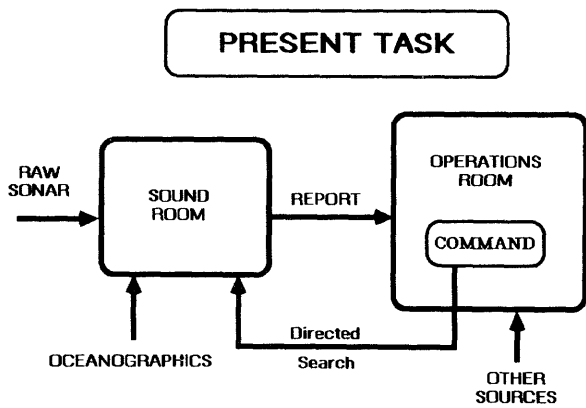 PRESENT TASK
RAW
SONAR
SOUND
ROOM
REPORT
OPERATIONS
ROOM
COMMAND
Directed
Search
OCEANOGRAPHICS
OTHER
SOURCES